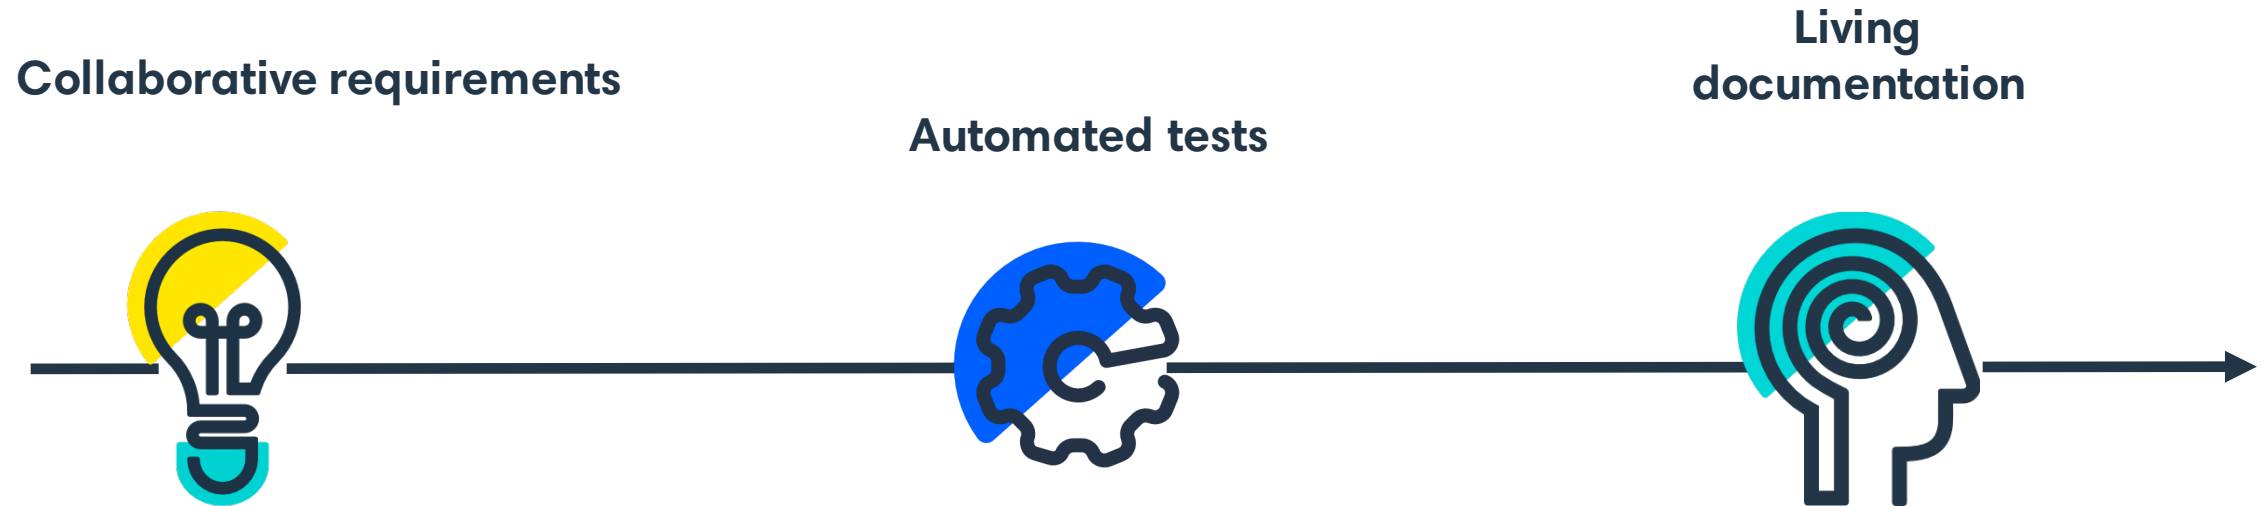 Collaborative requirements
Automated tests
Living
documentation